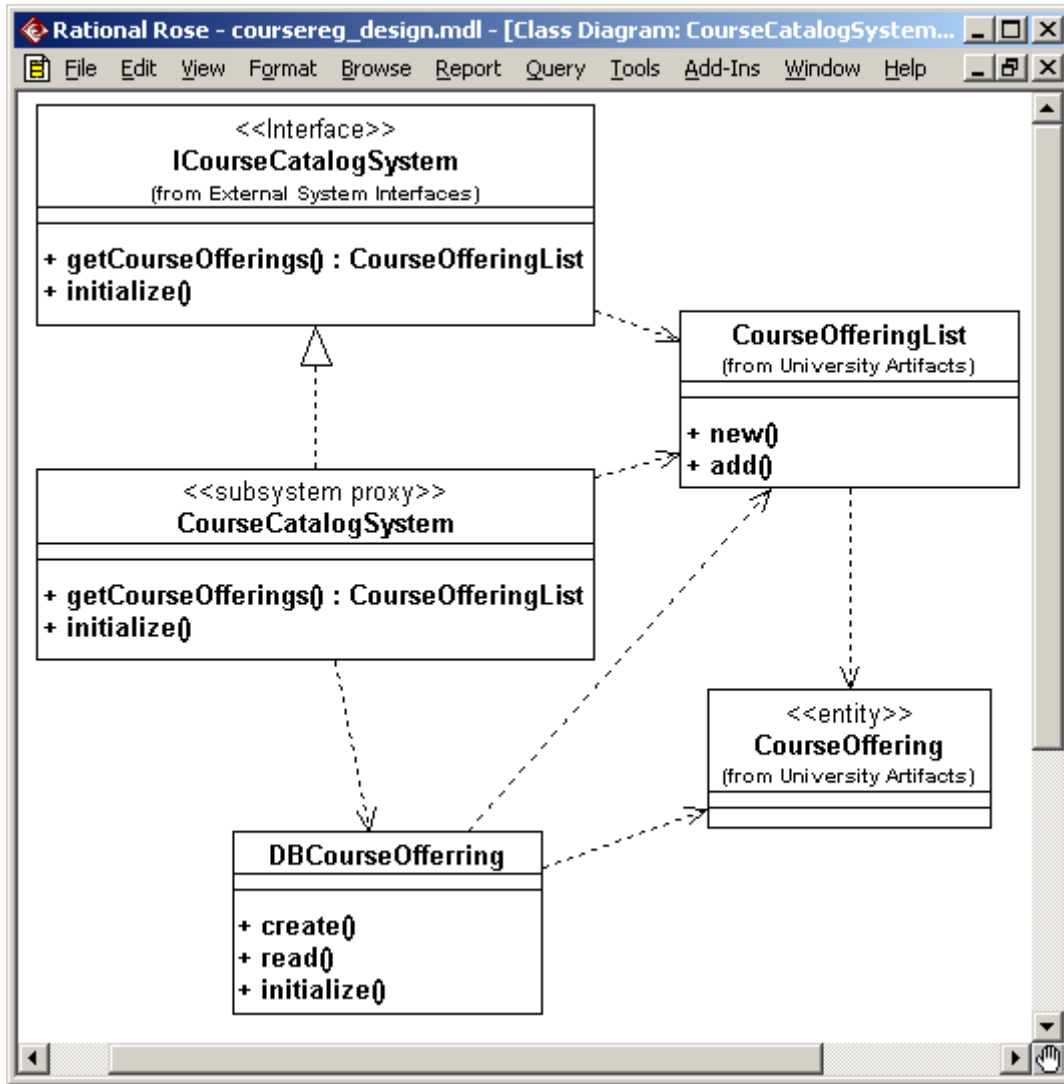 Rational Rose - coursereg_design.mdl - [Class Diagram: CourseCatalogSystem...
File Edit View Format Browse Report Query Tools Add-Ins Window Help
<<Interface>>
ICourseCatalogSystem
(from External System Interfaces)
+ getCourseOfferings() : CourseOfferingList
+ initialize()
CourseOfferingList
(from University Artifacts)
+ new()
+ add()
<<subsystem proxy>>
CourseCatalogSystem
+ getCourseOfferings() : CourseOfferingList
+ initialize()
<<entity>>
CourseOffering
(from University Artifacts)
DBCourseOfferring
+ create()
+ read()
+ initialize()